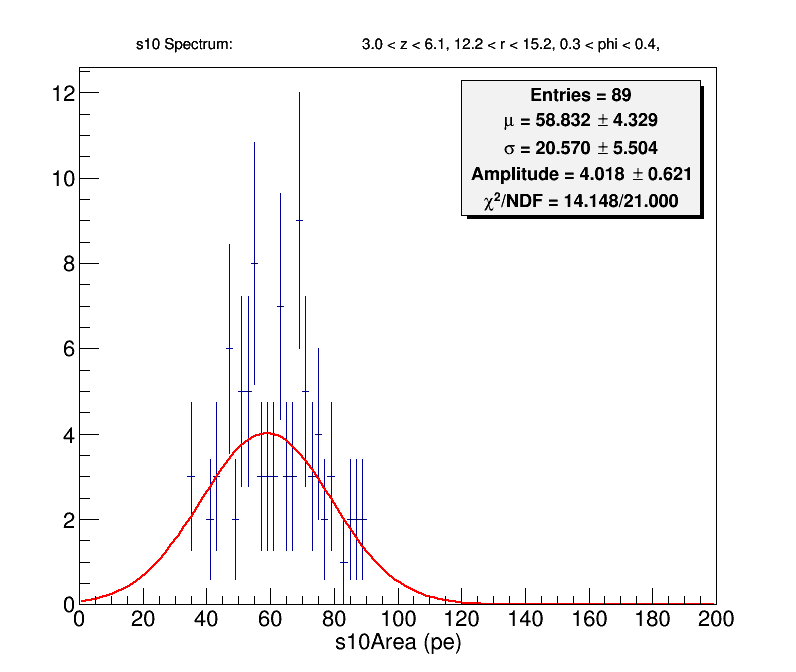 s10 Spectrum: 3.0 < z < 6.1, 12.2 < r < 15.2, 0.3 < phi < 0.4,
Entries = 89
μ = 58.832 ± 4.329
σ = 20.570 ± 5.504
Amplitude = 4.018 ± 0.621
χ²/NDF = 14.148/21.000
12
10
8
6
4
2
0
0 20 40 60 80 100 120 140 160 180 200
s10Area (pe)